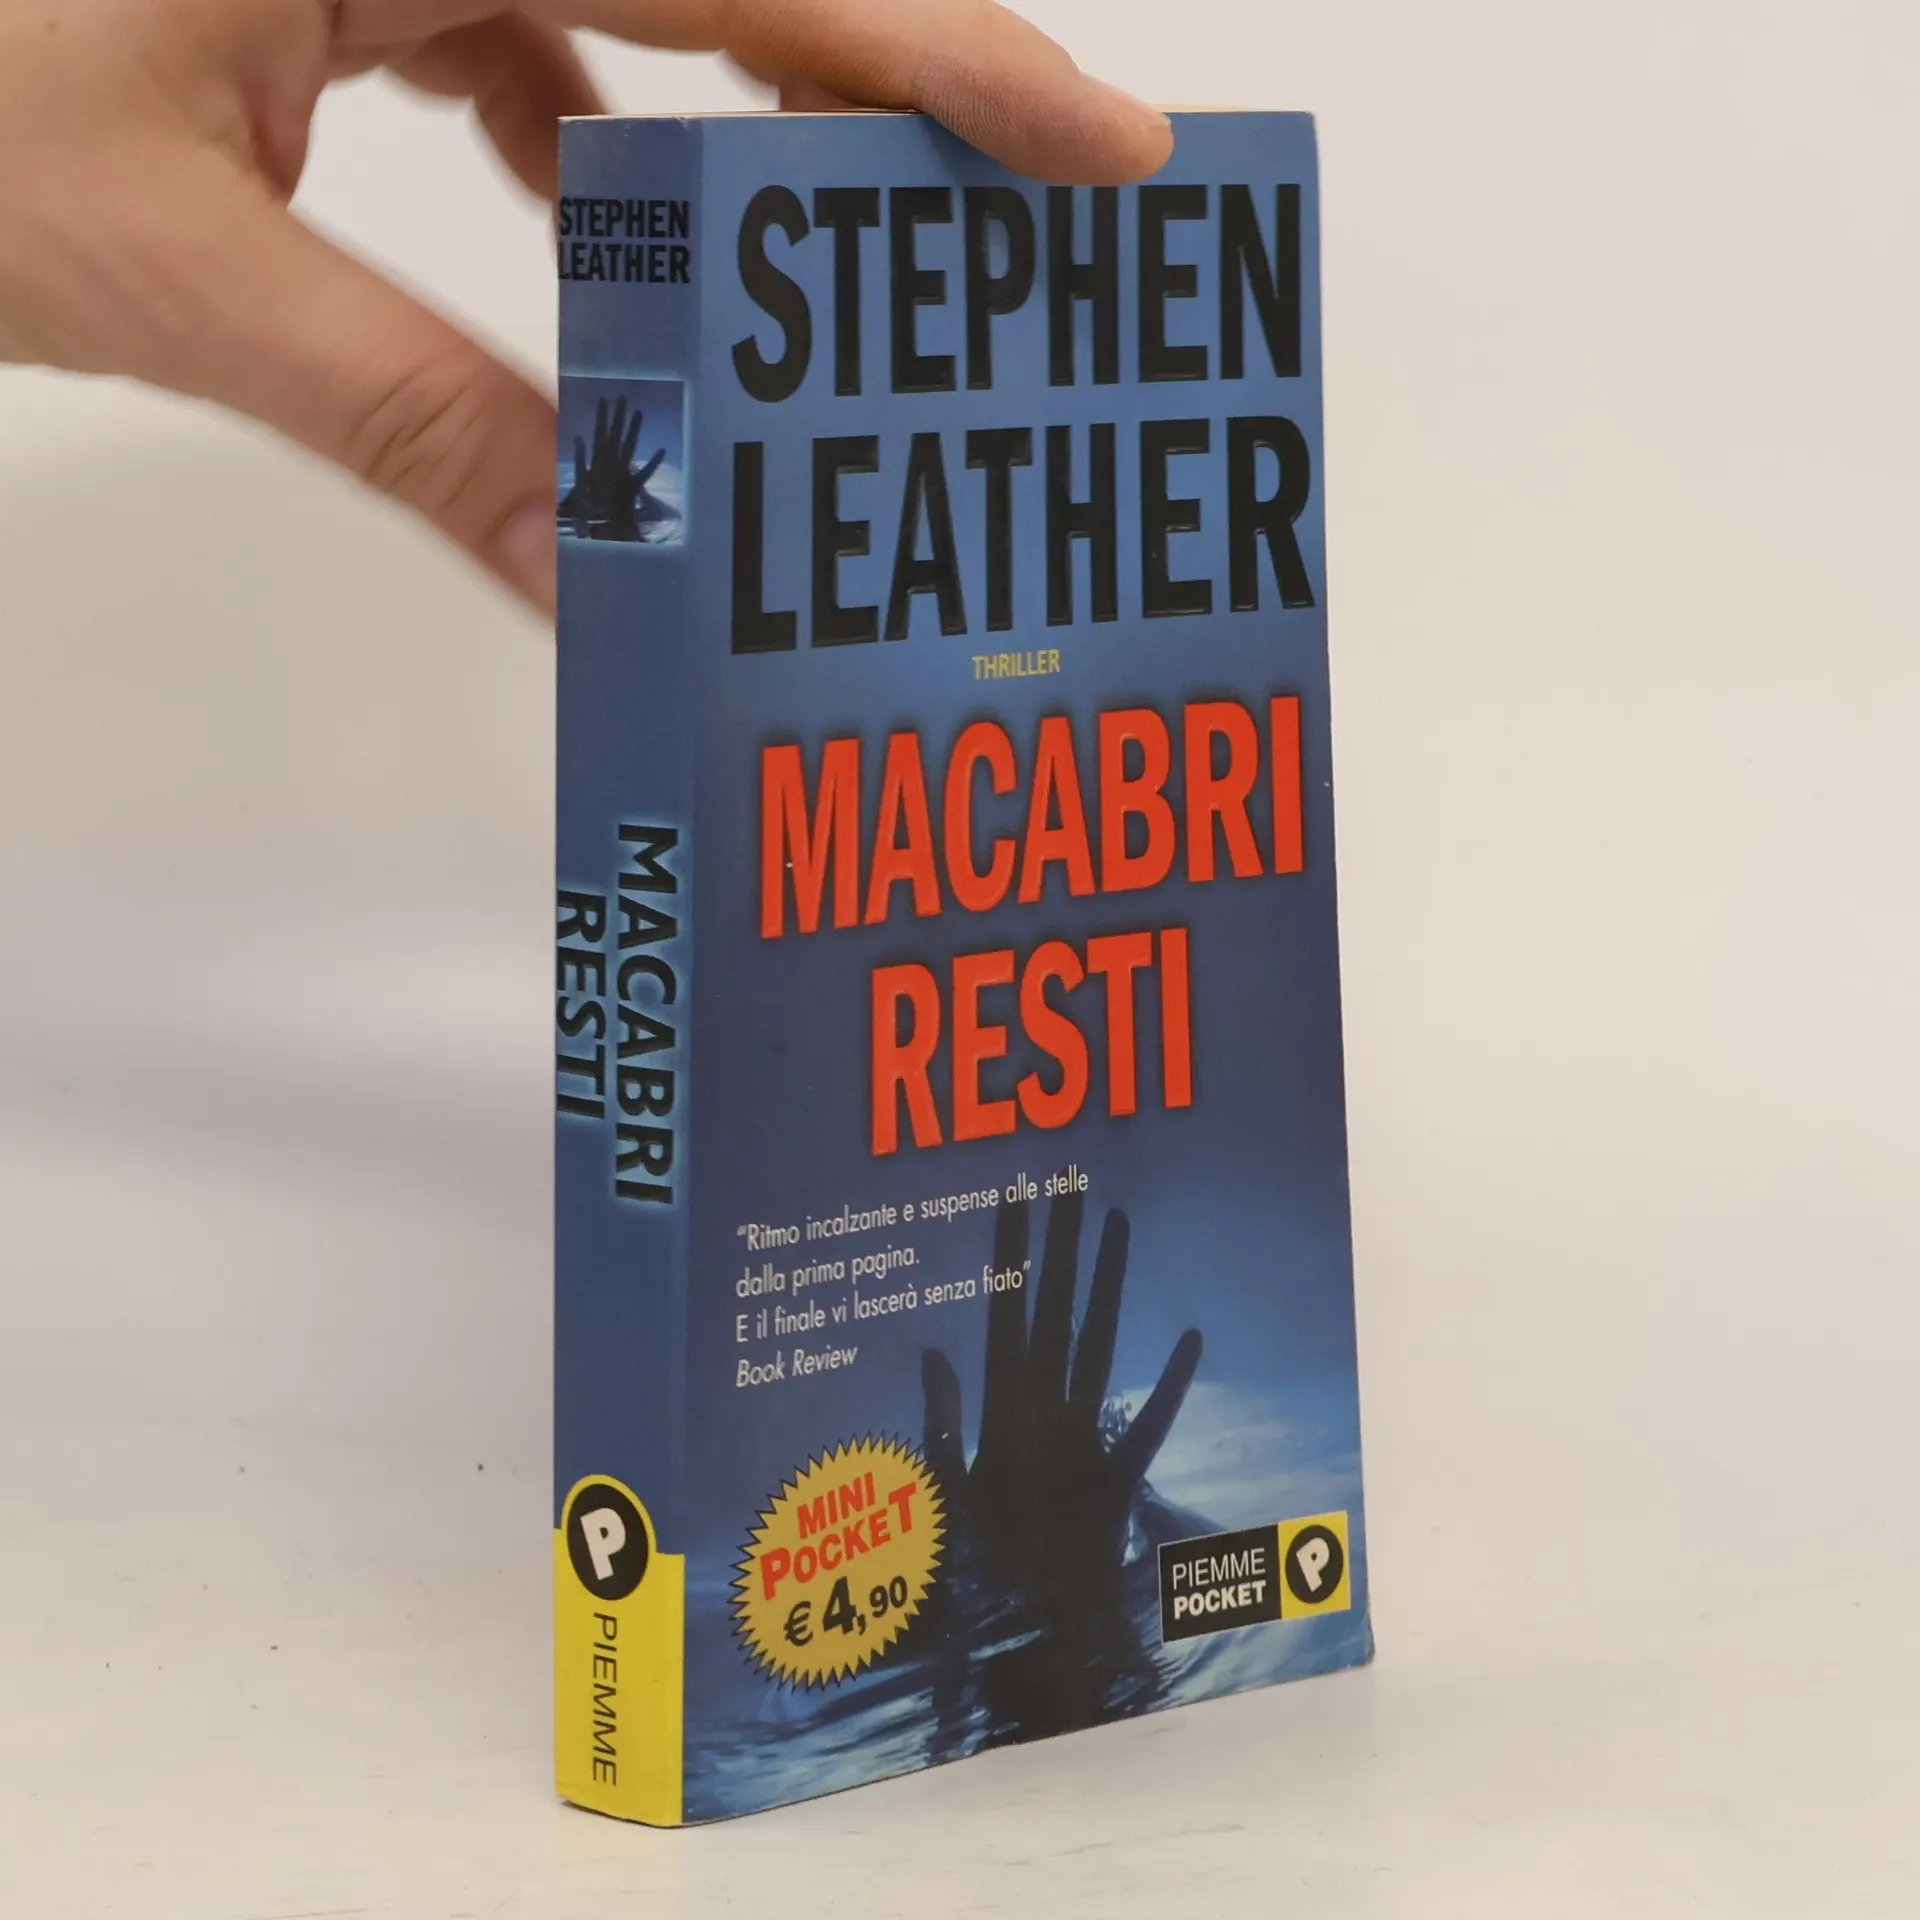 STEPHEN
LEATHER
MACABRI
RESTI
P
PIEMME
STEPHEN
LEATHER
THRILLER
MACABRI
RESTI
"Ritmo incalzante e suspense alle stelle
dalla prima pagina.
E il finale vi lascerà senza fiato"
Book Review
MINI
POCKET
€ 4,90
PIEMME
POCKET
P